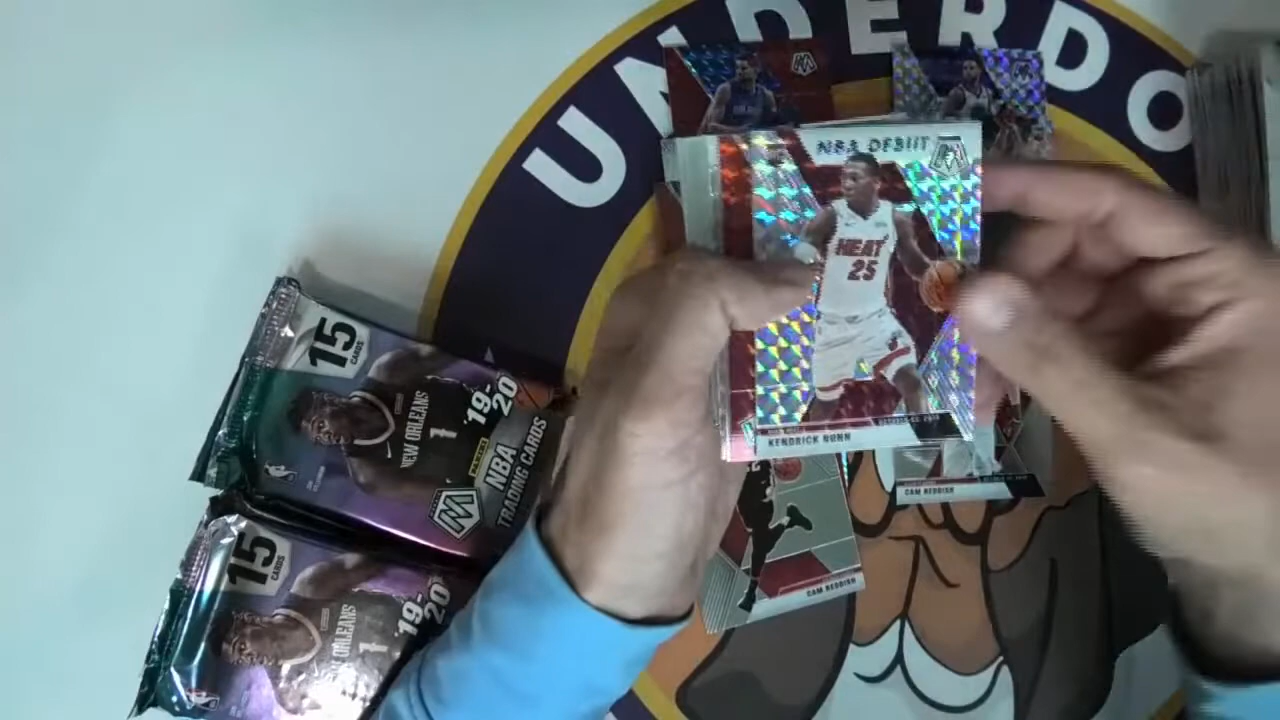 UNDERDO
NBA DEBUT
HEAT
25
KENDRICK NUNN
CAM REDDISH
CAM REDDISH
15
CARDS
19-
20
NEW ORLEANS
1
PANINI
NBA
TRADING CARDS
15
CARDS
19-
20
NEW ORLEANS
1